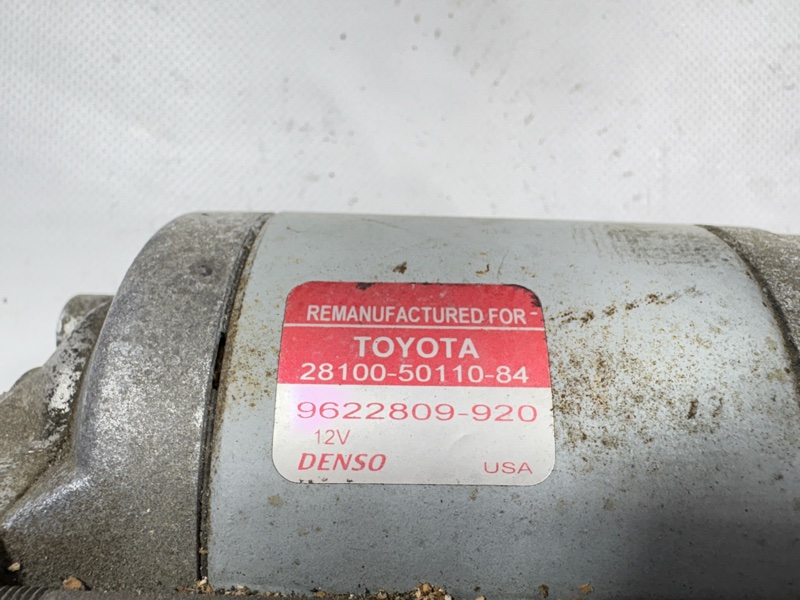 REMANUFACTURED FOR
TOYOTA
28100-50110-84
9622809-920
12V
DENSO USA